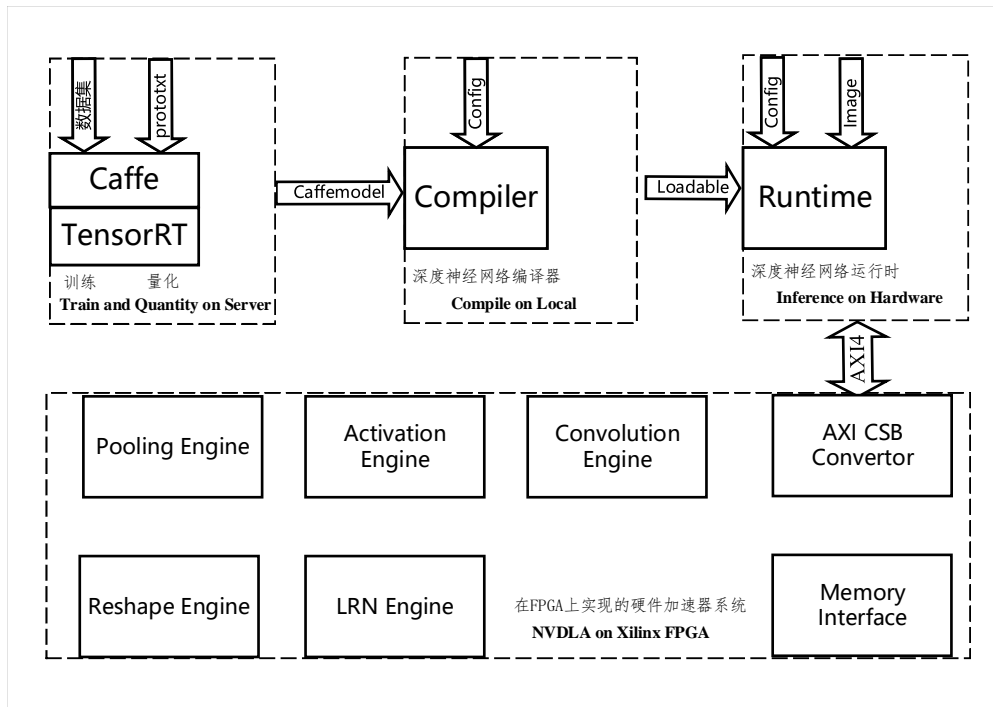 数据集
prototxt
Caffe
TensorRT
训练 量化
Train and Quantity on Server
Caffemodel
Config
Compiler
深度神经网络编译器
Compile on Local
Loadable
Config
Image
Runtime
深度神经网络运行时
Inference on Hardware
AXI4
Pooling Engine
Activation
Engine
Convolution
Engine
AXI CSB
Convertor
Reshape Engine
LRN Engine
在FPGA上实现的硬件加速器系统
NVDLA on Xilinx FPGA
Memory
Interface